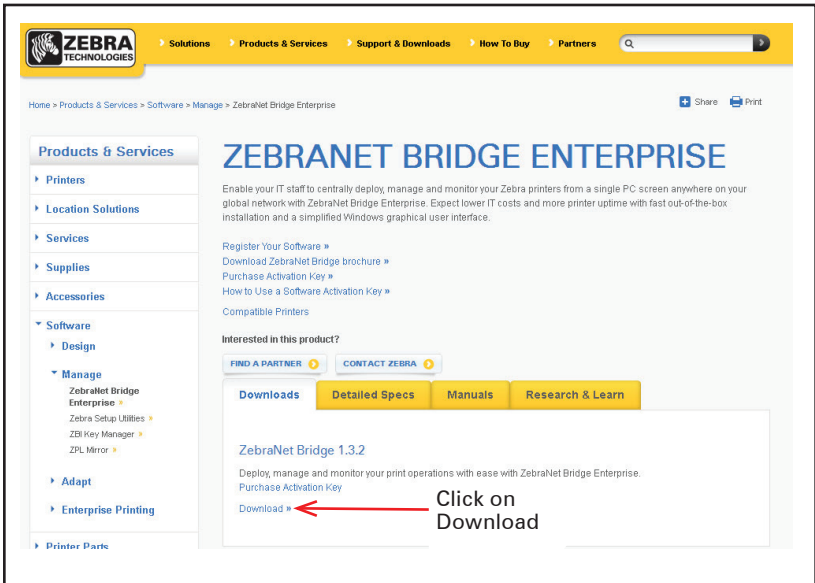 ZEBRA
TECHNOLOGIES
Solutions Products & Services Support & Downloads How To Buy Partners
Home > Products & Services > Software > Manage > ZebraNet Bridge Enterprise
Share Print
Products & Services
Printers
Location Solutions
Services
Supplies
Accessories
Software
Design
Manage
ZebraNet Bridge
Enterprise »
Zebra Setup Utilities »
ZBI Key Manager »
ZPL Mirror »
Adapt
Enterprise Printing
Printer Parts
ZEBRANET BRIDGE ENTERPRISE
Enable your IT staff to centrally deploy, manage and monitor your Zebra printers from a single PC screen anywhere on your
global network with ZebraNet Bridge Enterprise. Expect lower IT costs and more printer uptime with fast out-of-the-box
installation and a simplified Windows graphical user interface.
Register Your Software »
Download ZebraNet Bridge brochure »
Purchase Activation Key »
How to Use a Software Activation Key »
Compatible Printers
Interested in this product?
FIND A PARTNER CONTACT ZEBRA
Downloads Detailed Specs Manuals Research & Learn
ZebraNet Bridge 1.3.2
Deploy, manage and monitor your print operations with ease with ZebraNet Bridge Enterprise.
Purchase Activation Key
Download »
Click on
Download